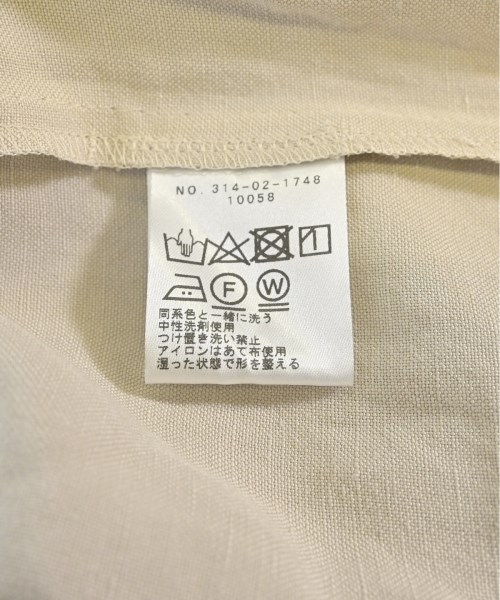 NO. 314-02-1748
10058
F W
同系色と一緒に洗う
中性洗剤使用
つけ置き洗い禁止
アイロンはあて布使用
湿った状態で形を整える